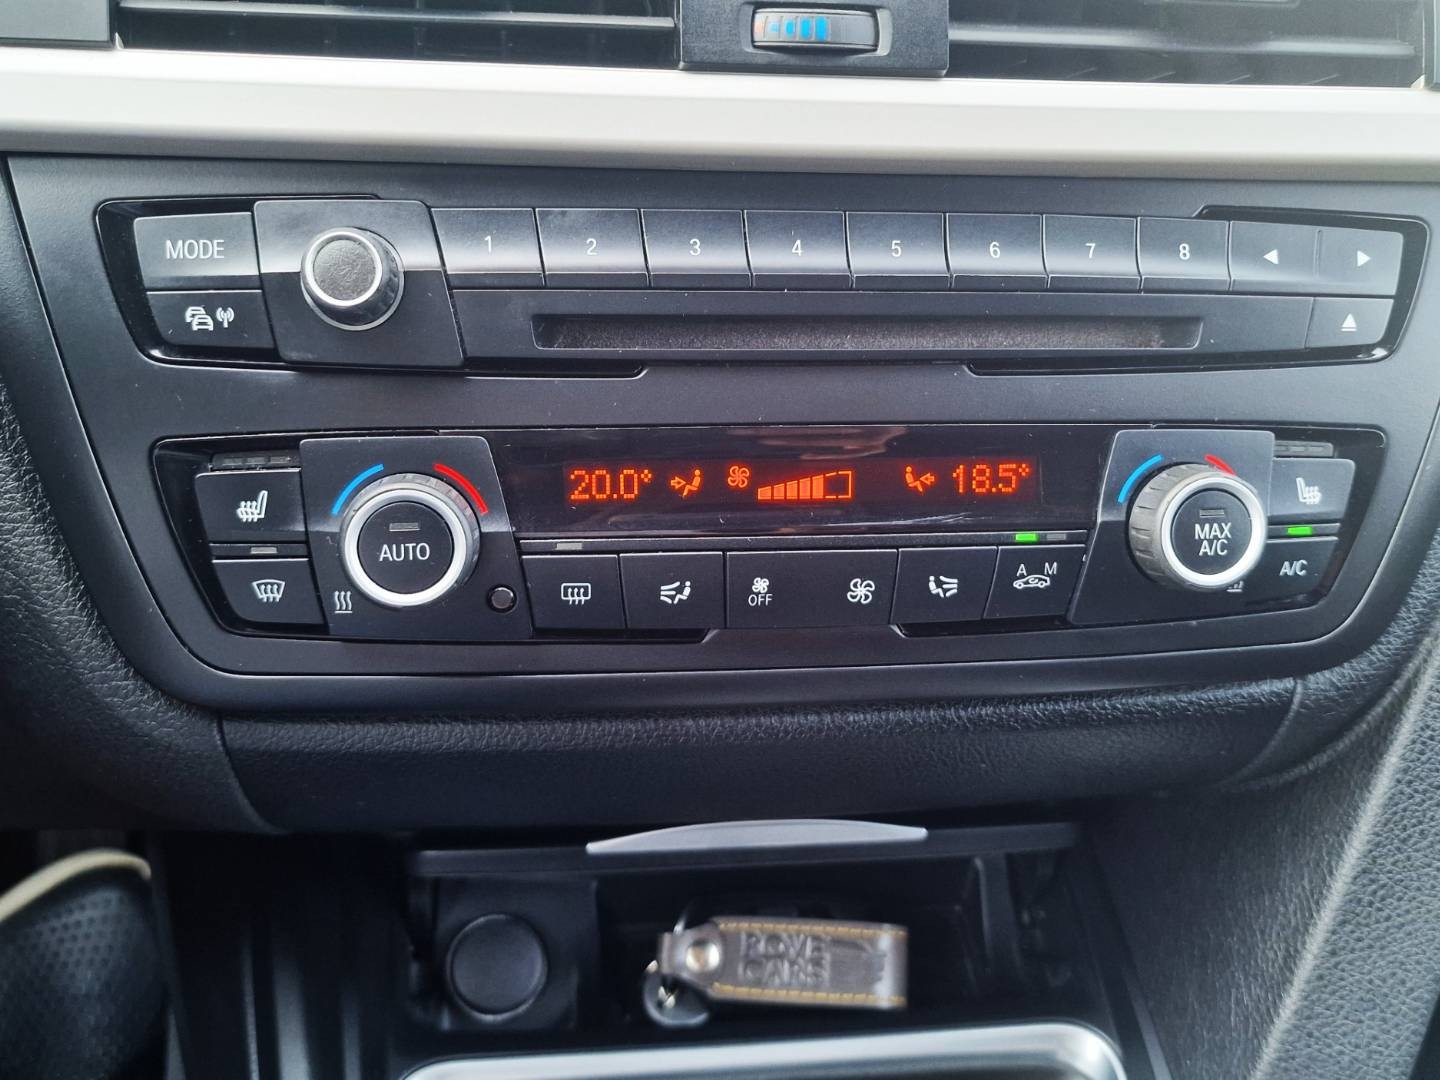 MODE
1 2 3 4 5 6 7 8
20.0° 18.5°
AUTO
MAX
A/C
OFF
A M
A/C
ROVE
CARS